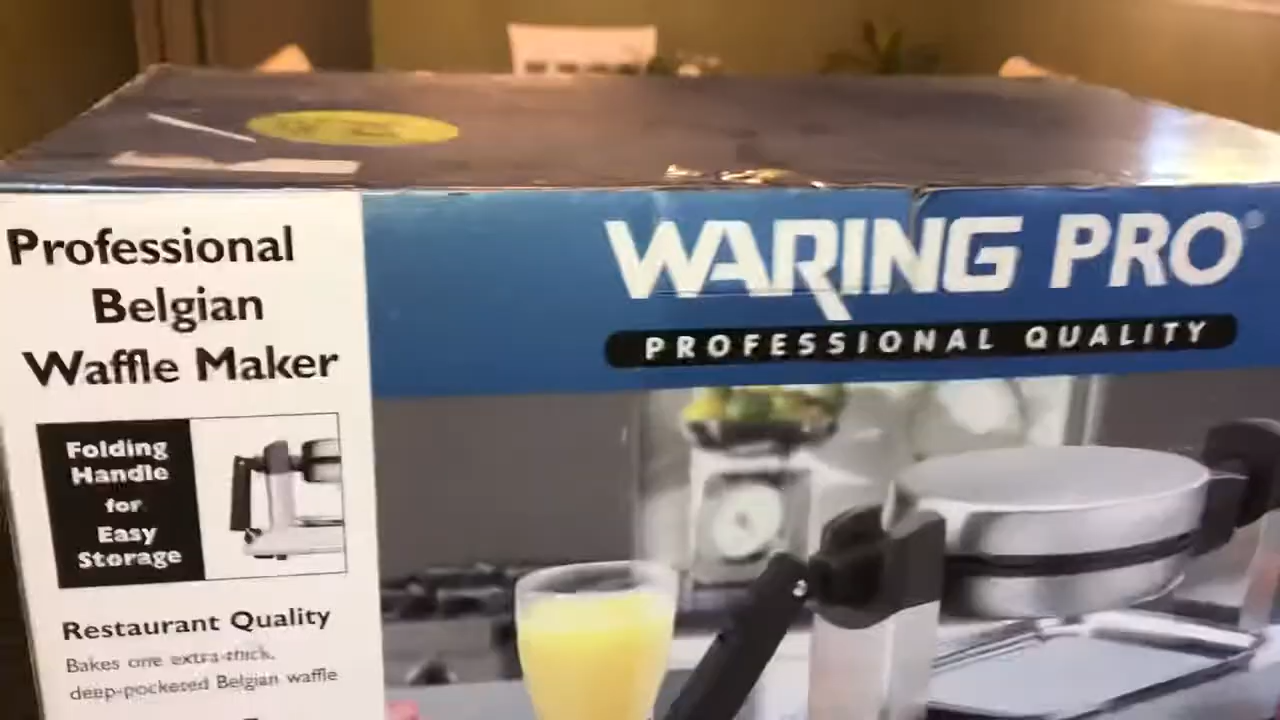 Professional
Belgian
Waffle Maker
Folding
Handle
for
Easy
Storage
Restaurant Quality
Bakes one extra-thick,
deep-pocketed Belgian waffle
WARING PRO®
PROFESSIONAL QUALITY